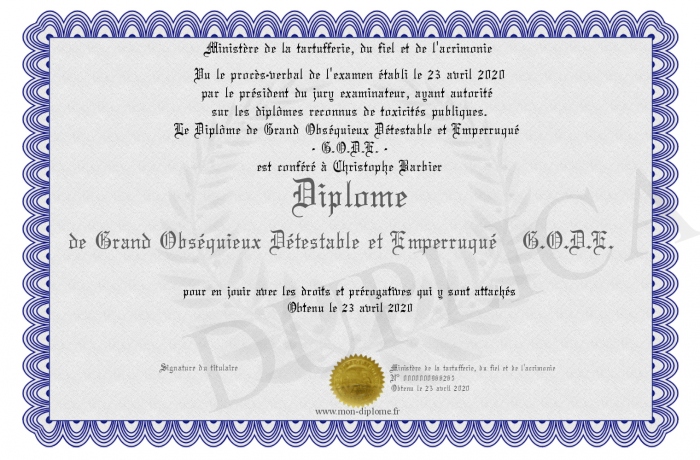 Ministère de la tartufferie, du fiel et de l'acrimonie
Vu le procès-verbal de l'examen établi le 23 avril 2020
par le président du jury examinateur, ayant autorité
sur les diplômes reconnus de toxicités publiques.
Le Diplôme de Grand Obséquieux Détestable et Emperruqué
- G.O.D.E. -
est conféré à Christophe Barbier
Diplome
de Grand Obséquieux Détestable et Emperruqué G.O.D.E.
pour en jouir avec les droits et prérogatives qui y sont attachés
Obtenu le 23 avril 2020
Signature du titulaire
Ministère de la tartufferie, du fiel et de l'acrimonie
Obtenu le 23 avril 2020
www.mon-diplome.fr
DUPLICA